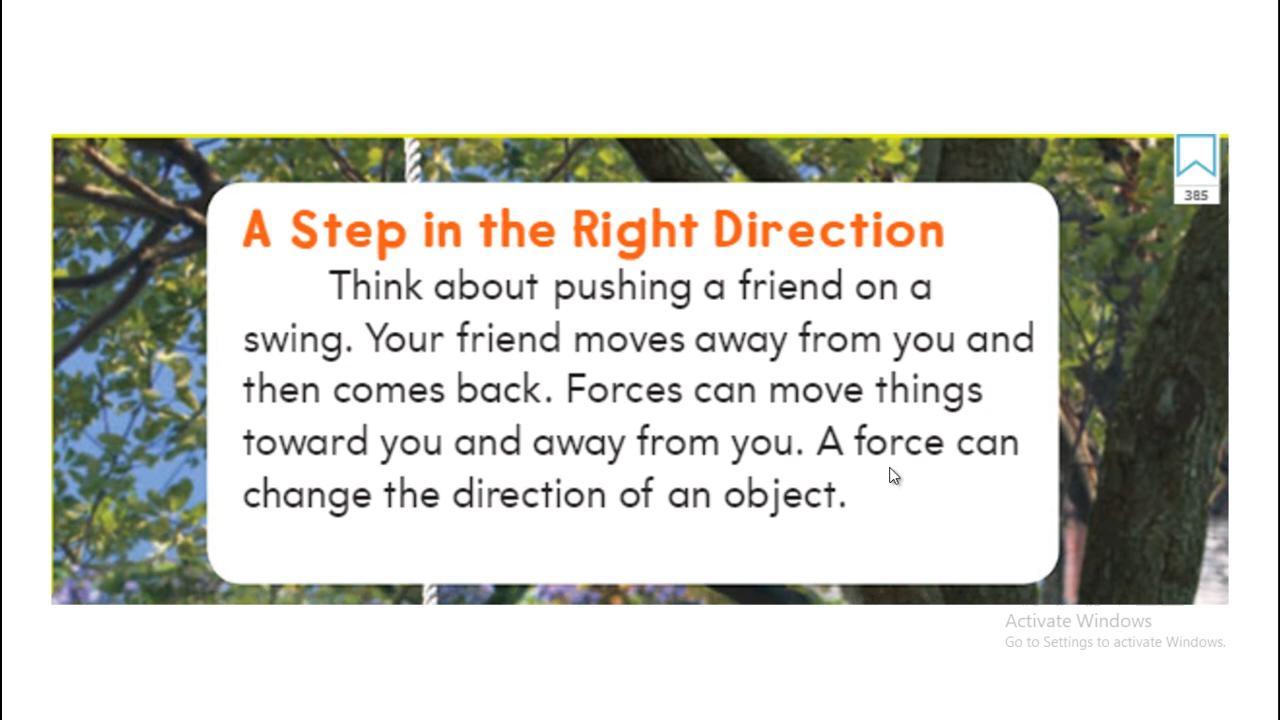 385
A Step in the Right Direction
Think about pushing a friend on a
swing. Your friend moves away from you and
then comes back. Forces can move things
toward you and away from you. A force can
change the direction of an object.
Activate Windows
Go to Settings to activate Windows.